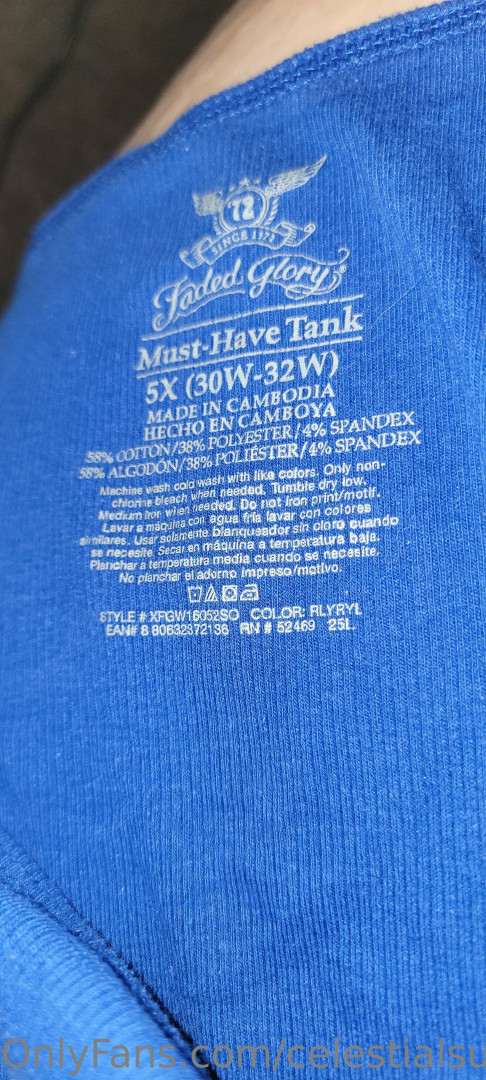 72
SINCE 1972
Faded Glory
Must-Have Tank
5X (30W-32W)
MADE IN CAMBODIA
HECHO EN CAMBOYA
58% COTTON/38% POLYESTER/4% SPANDEX
58% ALGODÓN/38% POLIÉSTER/4% SPANDEX
Machine wash cold wash with like colors. Only non-
chlorine bleach when needed. Tumble dry low.
Medium iron when needed. Do not iron print/motif.
Lavar a máquina con agua fría lavar con colores
similares. Usar solamente blanqueador sin cloro cuando
se necesite. Secar en máquina a temperatura baja.
Planchar a temperatura media cuando se necesite.
No planchar el adorno impreso/motivo.
STYLE # XFGW16052SO COLOR: RLYRYL
EAN# 8 80632372136 RN # 52469 25L
OnlyFans.com/celestialsu